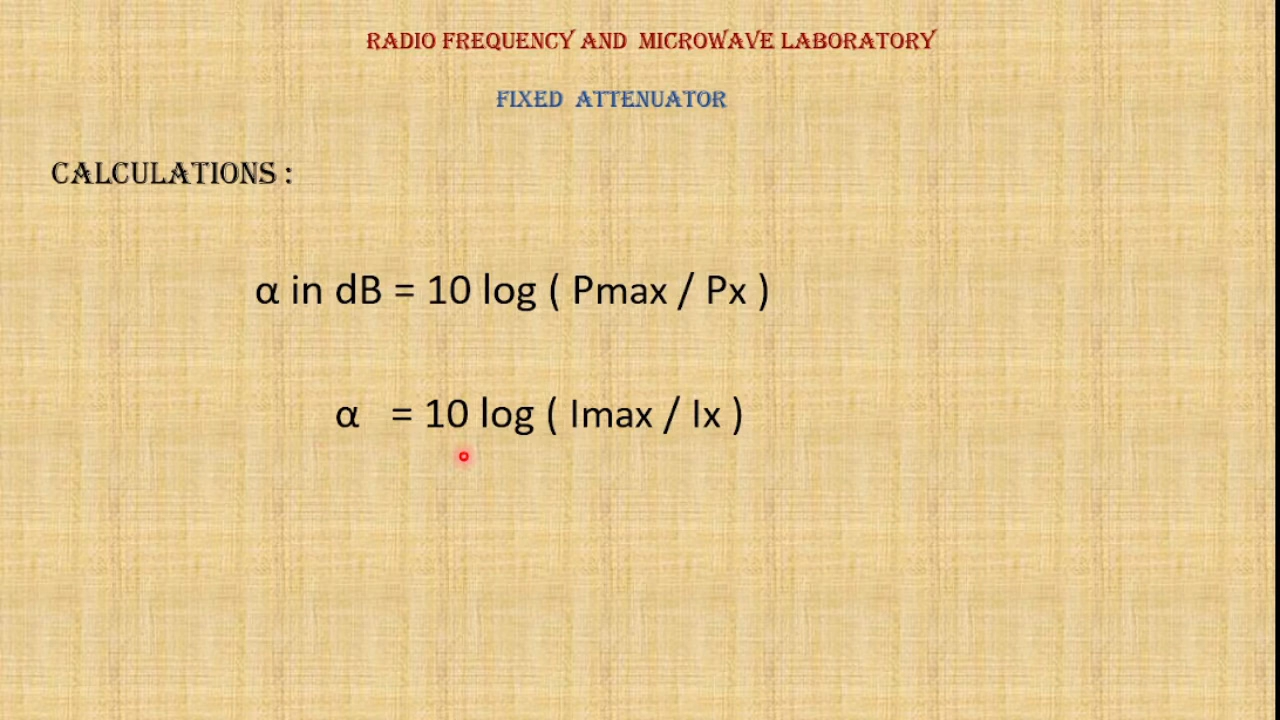 RADIO FREQUENCY AND MICROWAVE LABORATORY
FIXED ATTENUATOR
CALCULATIONS :
α in dB = 10 log ( Pmax / Px )
α = 10 log ( Imax / Ix )